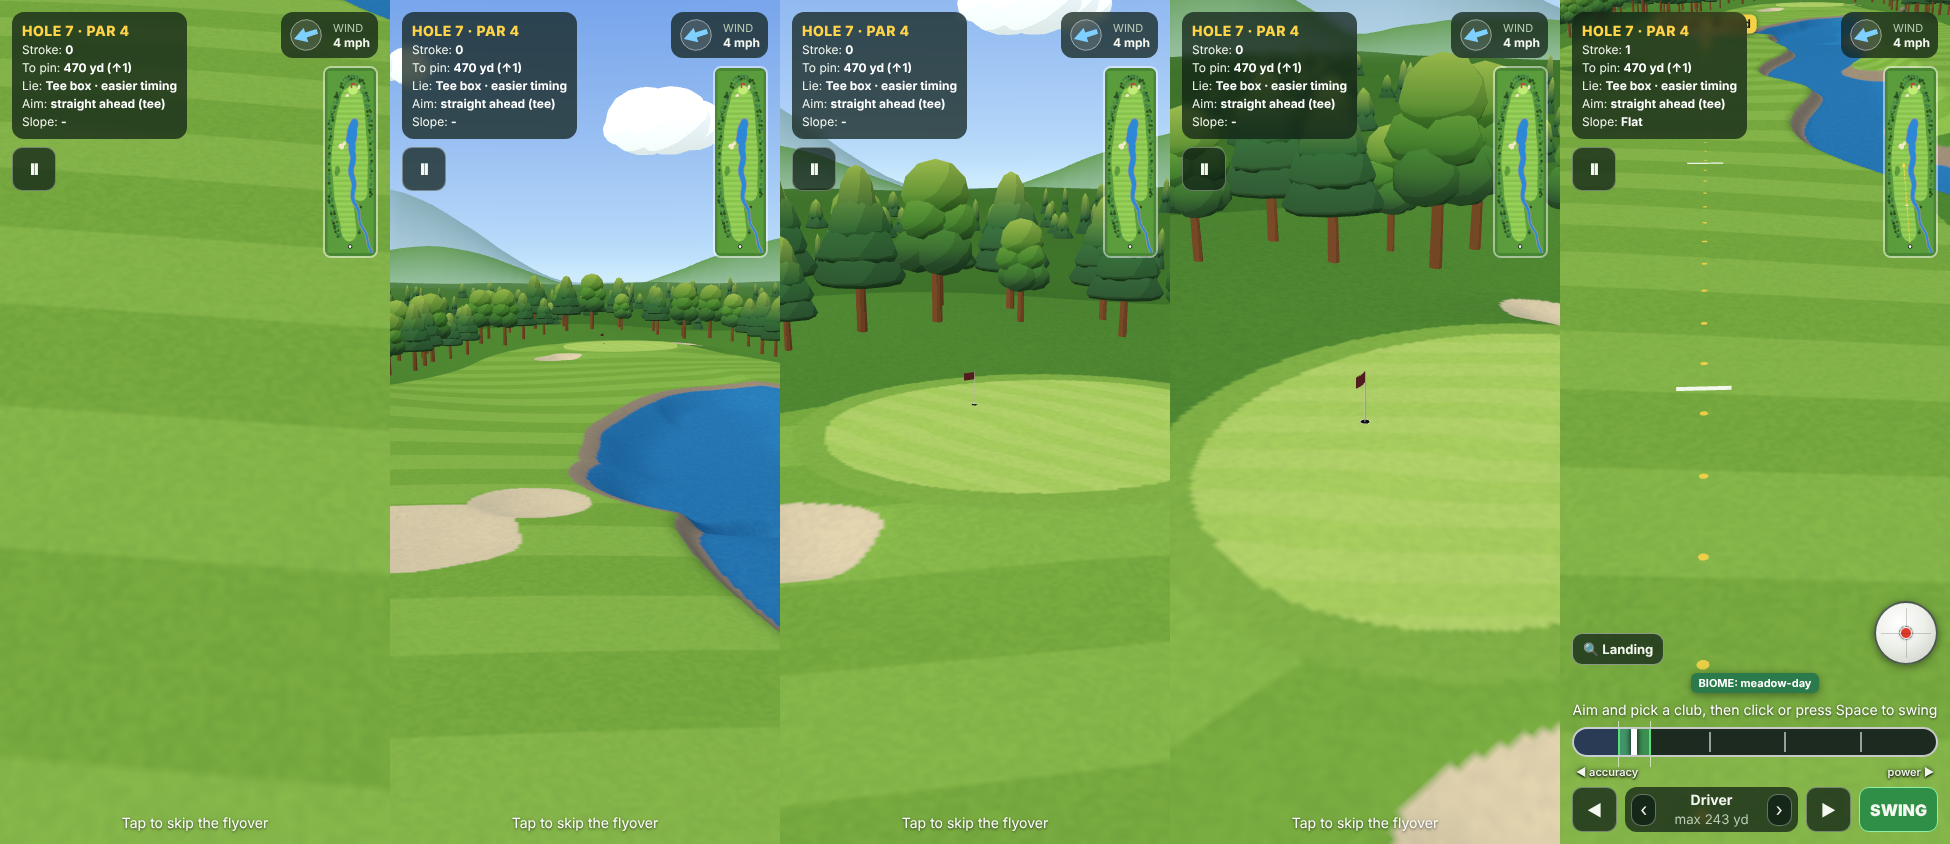 HOLE 7 · PAR 4
Stroke: 0
To pin: 470 yd (↑1)
Lie: Tee box · easier timing
Aim: straight ahead (tee)
Slope: -
WIND
4 mph
Tap to skip the flyover
HOLE 7 · PAR 4
Stroke: 0
To pin: 470 yd (↑1)
Lie: Tee box · easier timing
Aim: straight ahead (tee)
Slope: -
WIND
4 mph
Tap to skip the flyover
HOLE 7 · PAR 4
Stroke: 0
To pin: 470 yd (↑1)
Lie: Tee box · easier timing
Aim: straight ahead (tee)
Slope: -
WIND
4 mph
Tap to skip the flyover
HOLE 7 · PAR 4
Stroke: 0
To pin: 470 yd (↑1)
Lie: Tee box · easier timing
Aim: straight ahead (tee)
Slope: -
WIND
4 mph
Tap to skip the flyover
HOLE 7 · PAR 4
Stroke: 1
To pin: 470 yd (↑1)
Lie: Tee box · easier timing
Aim: straight ahead (tee)
Slope: Flat
WIND
4 mph
🔍 Landing
BIOME: meadow-day
Aim and pick a club, then click or press Space to swing
◀ accuracy
power ▶
◀
‹
Driver
max 243 yd
›
▶
SWING